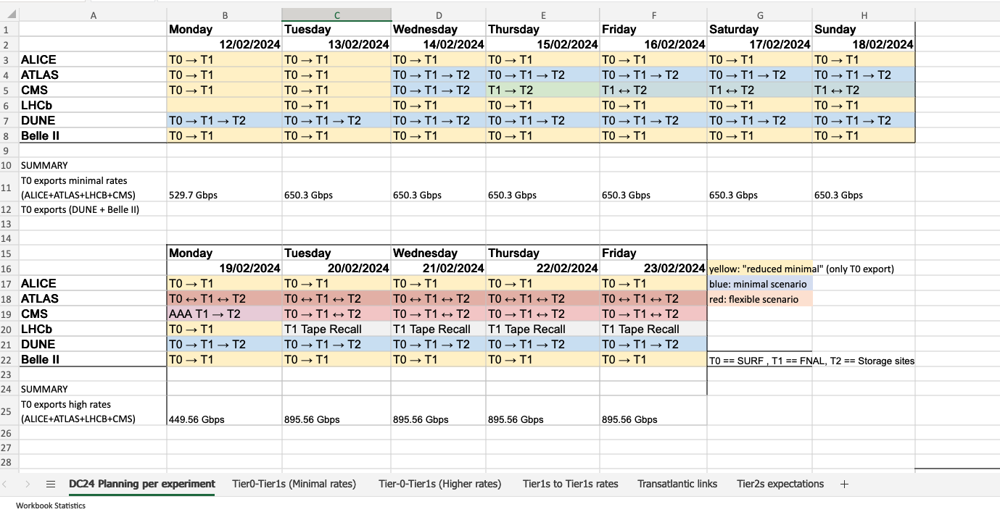 A B C D E F G H
1 Monday Tuesday Wednesday Thursday Friday Saturday Sunday
2 12/02/2024 13/02/2024 14/02/2024 15/02/2024 16/02/2024 17/02/2024 18/02/2024
3 ALICE T0 → T1 T0 → T1 T0 → T1 T0 → T1 T0 → T1 T0 → T1 T0 → T1
4 ATLAS T0 → T1 T0 → T1 T0 → T1 → T2 T0 → T1 → T2 T0 → T1 → T2 T0 → T1 → T2 T0 → T1 → T2
5 CMS T0 → T1 T0 → T1 T0 → T1 → T2 T1 → T2 T1 ↔ T2 T1 ↔ T2 T1 ↔ T2
6 LHCb T0 → T1 T0 → T1 T0 → T1 T0 → T1 T0 → T1 T0 → T1
7 DUNE T0 → T1 → T2 T0 → T1 → T2 T0 → T1 → T2 T0 → T1 → T2 T0 → T1 → T2 T0 → T1 → T2 T0 → T1 → T2
8 Belle II T0 → T1 T0 → T1 T0 → T1 T0 → T1 T0 → T1 T0 → T1 T0 → T1
9
10 SUMMARY
T0 exports minimal rates
11 (ALICE+ATLAS+LHCB+CMS) 529.7 Gbps 650.3 Gbps 650.3 Gbps 650.3 Gbps 650.3 Gbps 650.3 Gbps 650.3 Gbps
12 T0 exports (DUNE + Belle II)
13
14
15 Monday Tuesday Wednesday Thursday Friday
16 19/02/2024 20/02/2024 21/02/2024 22/02/2024 23/02/2024 yellow: "reduced minimal" (only T0 export)
17 ALICE T0 → T1 T0 → T1 T0 → T1 T0 → T1 T0 → T1 blue: minimal scenario
18 ATLAS T0 ↔ T1 ↔ T2 T0 ↔ T1 ↔ T2 T0 ↔ T1 ↔ T2 T0 ↔ T1 ↔ T2 T0 ↔ T1 ↔ T2 red: flexible scenario
19 CMS AAA T1 → T2 T0 → T1 ↔ T2 T0 → T1 ↔ T2 T0 → T1 ↔ T2 T0 → T1 ↔ T2
20 LHCb T0 → T1 T1 Tape Recall T1 Tape Recall T1 Tape Recall T1 Tape Recall
21 DUNE T0 → T1 → T2 T0 → T1 → T2 T0 → T1 → T2 T0 → T1 → T2 T0 → T1 → T2
22 Belle II T0 → T1 T0 → T1 T0 → T1 T0 → T1 T0 → T1 T0 == SURF , T1 == FNAL, T2 == Storage sites
23
24 SUMMARY
T0 exports high rates
25 (ALICE+ATLAS+LHCB+CMS) 449.56 Gbps 895.56 Gbps 895.56 Gbps 895.56 Gbps 895.56 Gbps
26
27
28
DC24 Planning per experiment Tier0-Tier1s (Minimal rates) Tier-0-Tier1s (Higher rates) Tier1s to Tier1s rates Transatlantic links Tier2s expectations +
Workbook Statistics